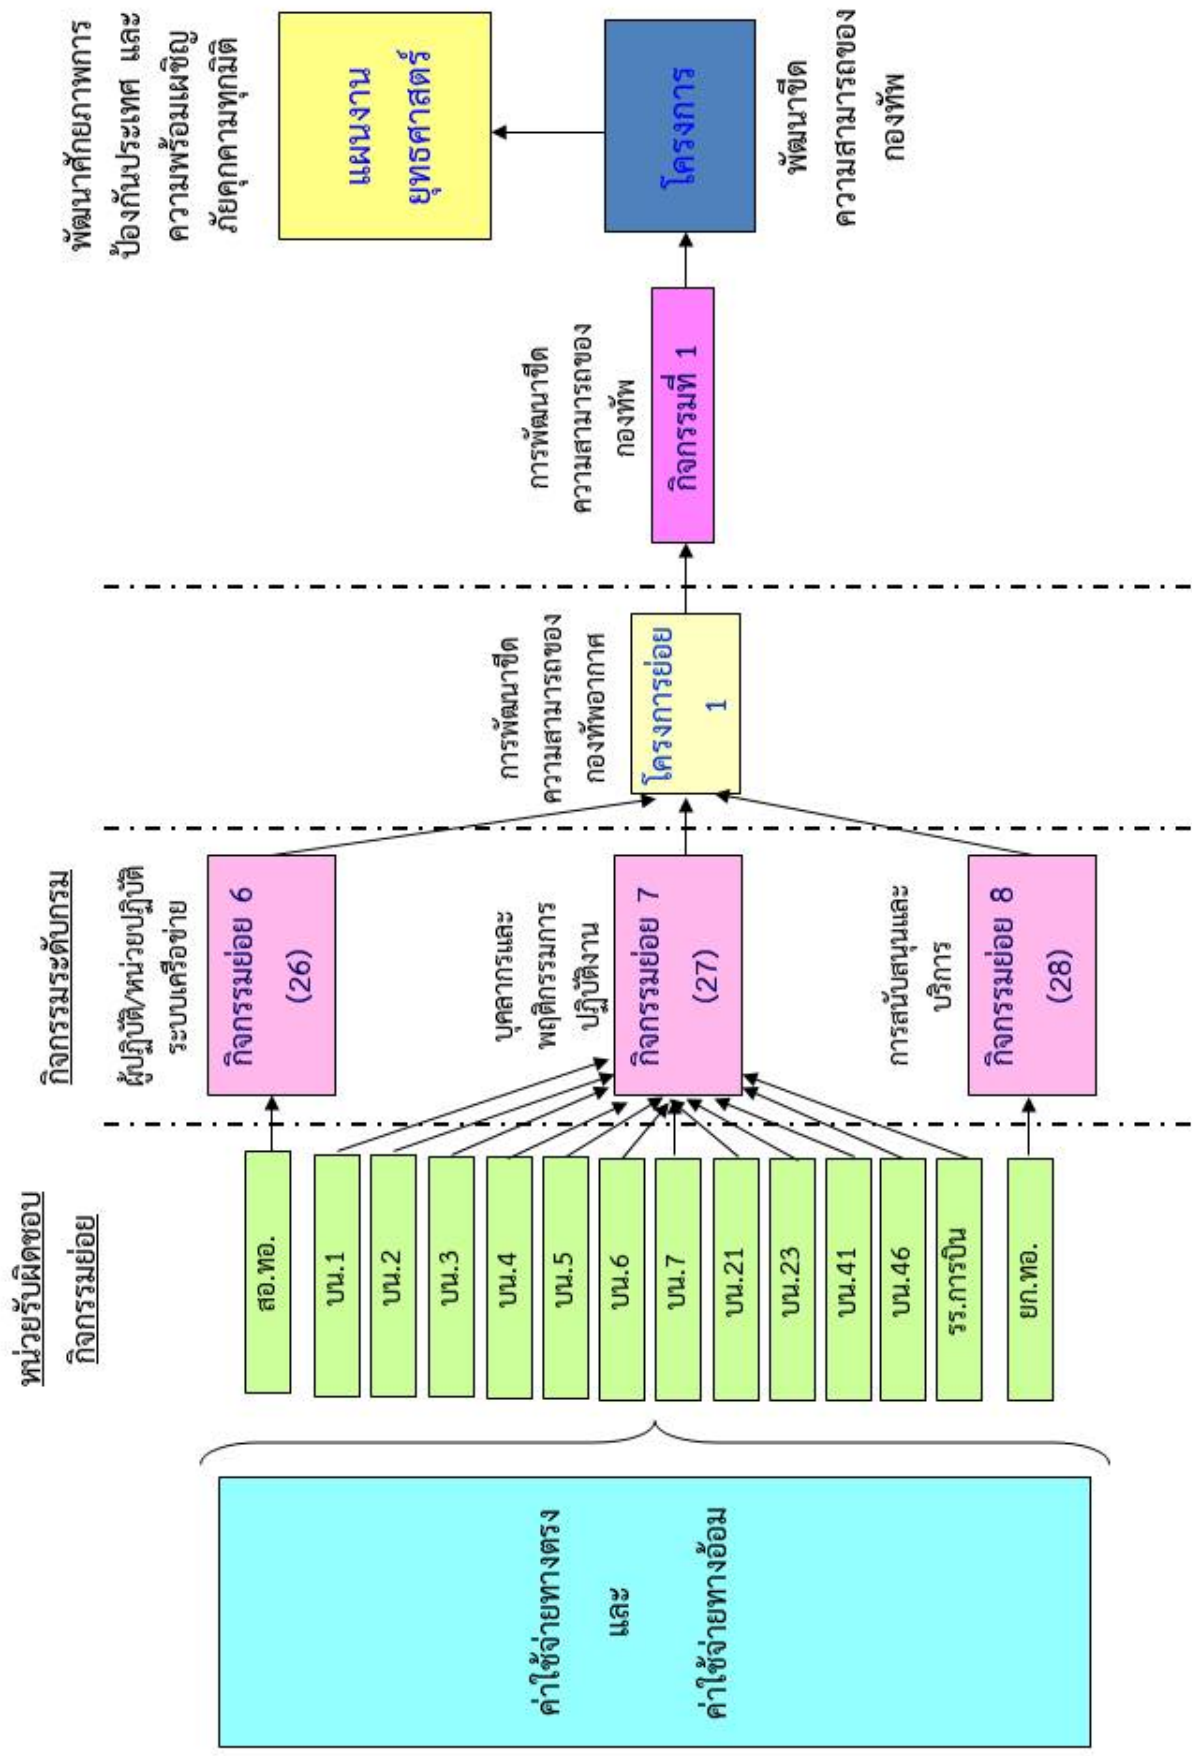 หน่วยรับผิดชอบ
กิจกรรมย่อย
กิจกรรมระดับกรม
ค่าใช้จ่ายทางตรง
และ
ค่าใช้จ่ายทางอ้อม
สอ.ทอ.
บน.1
บน.2
บน.3
บน.4
บน.5
บน.6
บน.7
บน.21
บน.23
บน.41
บน.46
รร.การบิน
ยก.ทอ.
ผู้ปฏิบัติ/หน่วยปฏิบัติ
ระบบเครือข่าย
กิจกรรมย่อย 6
(26)
บุคลากรและ
พฤติกรรมการ
ปฏิบัติงาน
กิจกรรมย่อย 7
(27)
การสนับสนุนและ
บริการ
กิจกรรมย่อย 8
(28)
การพัฒนาขีด
ความสามารถของ
กองทัพอากาศ
โครงการย่อย
1
การพัฒนาขีด
ความสามารถของ
กองทัพ
กิจกรรมที่ 1
พัฒนาศักยภาพการ
ป้องกันประเทศ และ
ความพร้อมเผชิญ
ภัยคุกคามทุกมิติ
แผนงาน
ยุทธศาสตร์
โครงการ
พัฒนาขีด
ความสามารถของ
กองทัพ